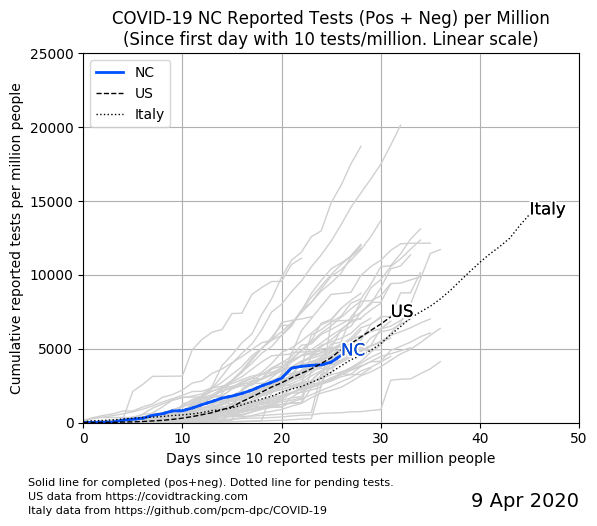 COVID-19 NC Reported Tests (Pos + Neg) per Million
(Since first day with 10 tests/million. Linear scale)
Cumulative reported tests per million people
25000
20000
15000
10000
5000
0
NC
US
Italy
Italy
US
NC
0 10 20 30 40 50
Days since 10 reported tests per million people
Solid line for completed (pos+neg). Dotted line for pending tests.
US data from https://covidtracking.com
Italy data from https://github.com/pcm-dpc/COVID-19
9 Apr 2020